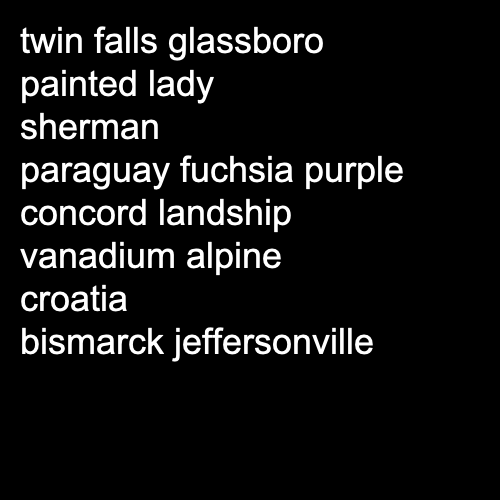 twin falls glassboro
painted lady
sherman
paraguay fuchsia purple
concord landship
vanadium alpine
croatia
bismarck jeffersonville